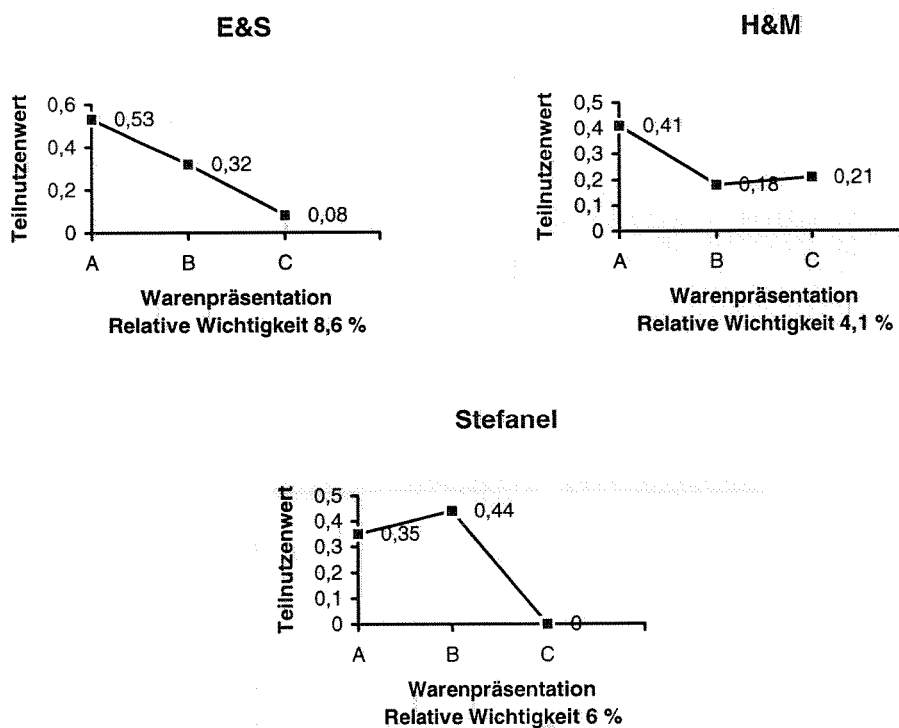 E&S
Teilnutzenwert
0,6
0,4
0,2
0
0,53
0,32
0,08
A B C
Warenpräsentation
Relative Wichtigkeit 8,6 %
H&M
Teilnutzenwert
0,5
0,4
0,3
0,2
0,1
0
0,41
0,18
0,21
A B C
Warenpräsentation
Relative Wichtigkeit 4,1 %
Stefanel
Teilnutzenwert
0,5
0,4
0,3
0,2
0,1
0
0,35
0,44
0
A B C
Warenpräsentation
Relative Wichtigkeit 6 %